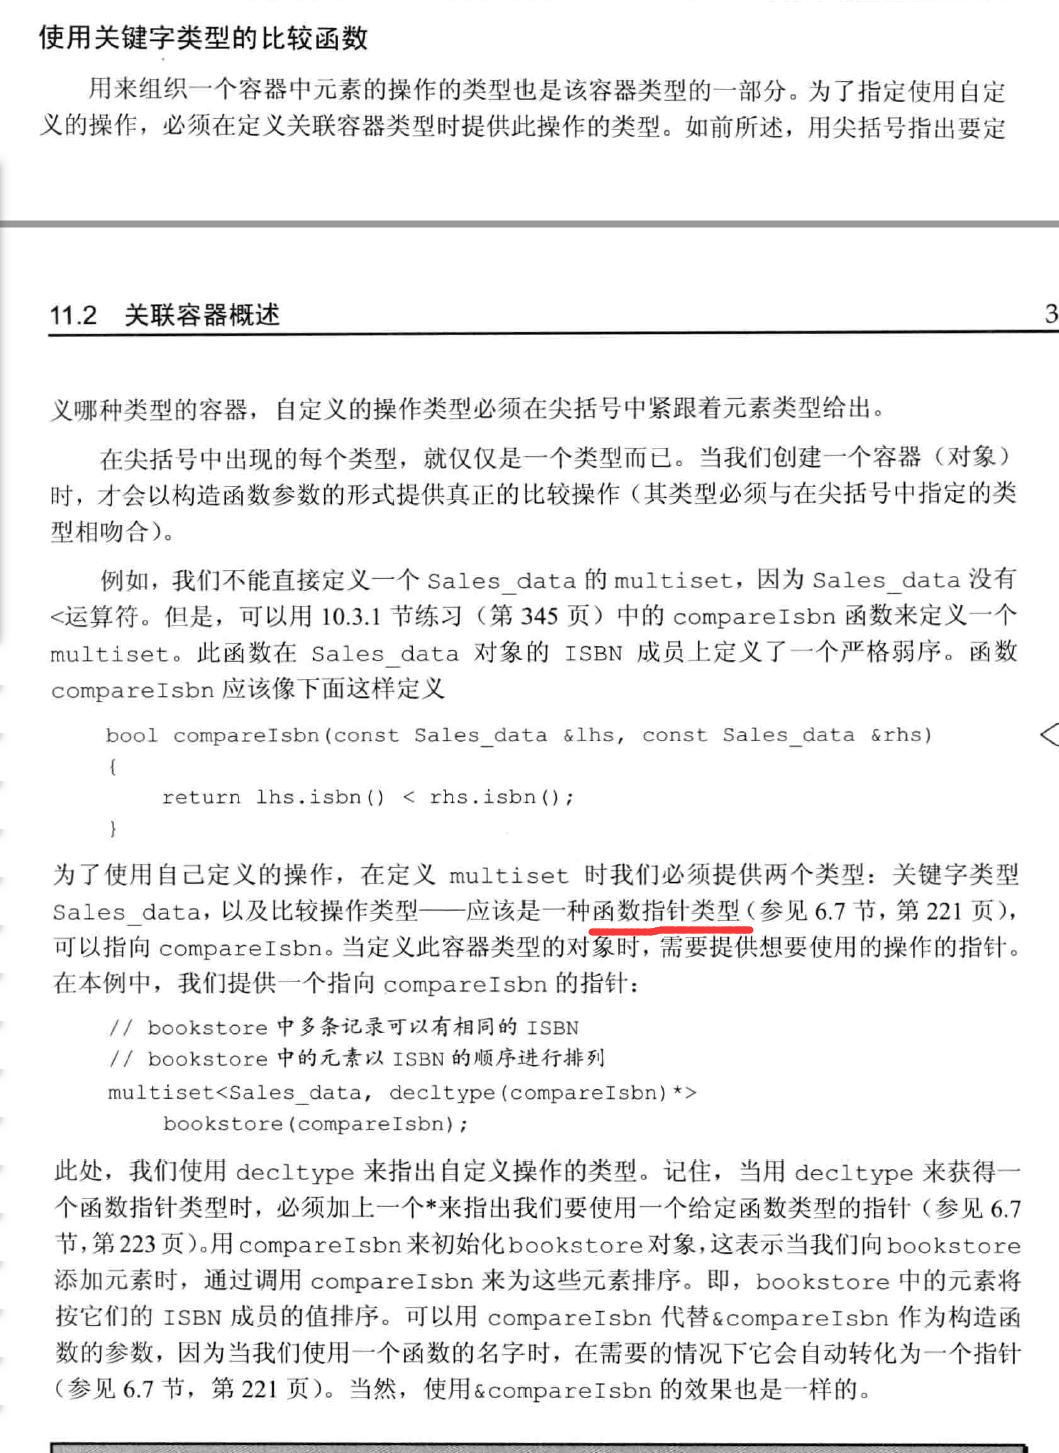 使用关键字类型的比较函数
用来组织一个容器中元素的操作的类型也是该容器类型的一部分。为了指定使用自定
义的操作，必须在定义关联容器类型时提供此操作的类型。如前所述，用尖括号指出要定
11.2 关联容器概述 3
义哪种类型的容器，自定义的操作类型必须在尖括号中紧跟着元素类型给出。
在尖括号中出现的每个类型，就仅仅是一个类型而已。当我们创建一个容器（对象）
时，才会以构造函数参数的形式提供真正的比较操作（其类型必须与在尖括号中指定的类
型相吻合）。
例如，我们不能直接定义一个 Sales_data 的 multiset，因为 Sales_data 没有
<运算符。但是，可以用 10.3.1 节练习（第 345 页）中的 compareIsbn 函数来定义一个
multiset。此函数在 Sales_data 对象的 ISBN 成员上定义了一个严格弱序。函数
compareIsbn 应该像下面这样定义
bool compareIsbn(const Sales_data &lhs, const Sales_data &rhs)
{
return lhs.isbn() < rhs.isbn();
}
为了使用自己定义的操作，在定义 multiset 时我们必须提供两个类型：关键字类型
Sales_data，以及比较操作类型——应该是一种函数指针类型（参见 6.7 节，第 221 页），
可以指向 compareIsbn。当定义此容器类型的对象时，需要提供想要使用的操作的指针。
在本例中，我们提供一个指向 compareIsbn 的指针：
// bookstore 中多条记录可以有相同的 ISBN
// bookstore 中的元素以 ISBN 的顺序进行排列
multiset<Sales_data, decltype(compareIsbn)*>
bookstore(compareIsbn);
此处，我们使用 decltype 来指出自定义操作的类型。记住，当用 decltype 来获得一
个函数指针类型时，必须加上一个*来指出我们要使用一个给定函数类型的指针（参见 6.7
节，第 223 页）。用 compareIsbn 来初始化 bookstore 对象，这表示当我们向 bookstore
添加元素时，通过调用 compareIsbn 来为这些元素排序。即，bookstore 中的元素将
按它们的 ISBN 成员的值排序。可以用 compareIsbn 代替&compareIsbn 作为构造函
数的参数，因为当我们使用一个函数的名字时，在需要的情况下它会自动转化为一个指针
（参见 6.7 节，第 221 页）。当然，使用&compareIsbn 的效果也是一样的。